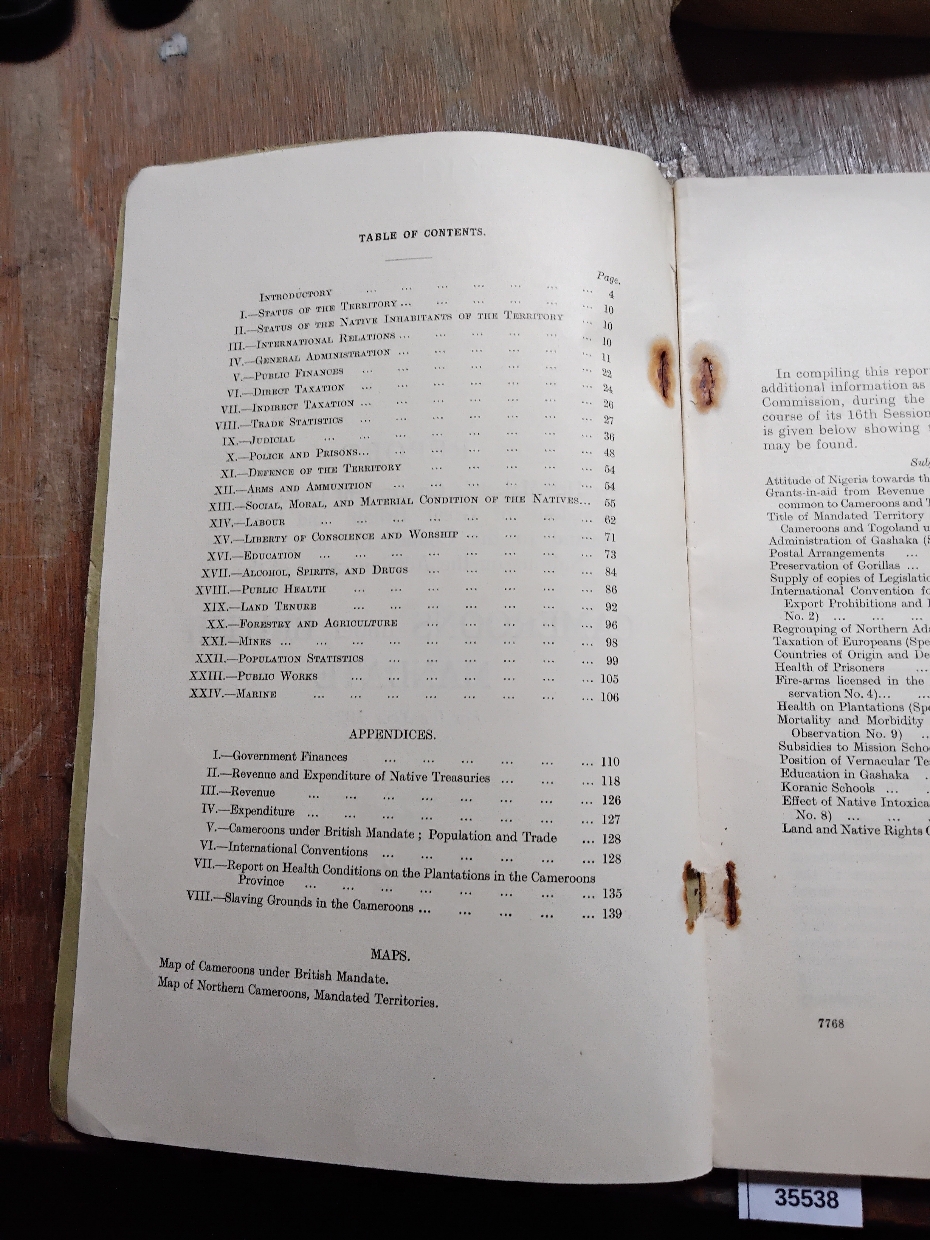 TABLE OF CONTENTS.
Page.
INTRODUCTORY ... ... ... ... ... ... ... 4
I.—STATUS OF THE TERRITORY ... ... ... ... ... ... 10
II.—STATUS OF THE NATIVE INHABITANTS OF THE TERRITORY ... 10
III.—INTERNATIONAL RELATIONS ... ... ... ... ... ... 10
IV.—GENERAL ADMINISTRATION ... ... ... ... ... ... 11
V.—PUBLIC FINANCES ... ... ... ... ... ... ... 22
VI.—DIRECT TAXATION ... ... ... ... ... ... ... 24
VII.—INDIRECT TAXATION ... ... ... ... ... ... ... 26
VIII.—TRADE STATISTICS ... ... ... ... ... ... ... 27
IX.—JUDICIAL ... ... ... ... ... ... ... 36
X.—POLICE AND PRISONS... ... ... ... ... ... ... 48
XI.—DEFENCE OF THE TERRITORY ... ... ... ... ... 54
XII.—ARMS AND AMMUNITION ... ... ... ... ... ... 54
XIII.—SOCIAL, MORAL, AND MATERIAL CONDITION OF THE NATIVES... 55
XIV.—LABOUR ... ... ... ... ... ... ... ... 62
XV.—LIBERTY OF CONSCIENCE AND WORSHIP ... ... ... ... 71
XVI.—EDUCATION ... ... ... ... ... ... ... ... 73
XVII.—ALCOHOL, SPIRITS, AND DRUGS ... ... ... ... ... 84
XVIII.—PUBLIC HEALTH ... ... ... ... ... ... ... 86
XIX.—LAND TENURE ... ... ... ... ... ... ... 92
XX.—FORESTRY AND AGRICULTURE ... ... ... ... ... 96
XXI.—MINES ... ... ... ... ... ... ... ... ... 98
XXII.—POPULATION STATISTICS ... ... ... ... ... ... 99
XXIII.—PUBLIC WORKS ... ... ... ... ... ... ... 105
XXIV.—MARINE ... ... ... ... ... ... ... ... 106
APPENDICES.
I.—Government Finances ... ... ... ... ... ... 110
II.—Revenue and Expenditure of Native Treasuries ... ... ... 118
III.—Revenue ... ... ... ... ... ... ... ... 126
IV.—Expenditure ... ... ... ... ... ... ... ... 127
V.—Cameroons under British Mandate ; Population and Trade ... 128
VI.—International Conventions ... ... ... ... ... ... 128
VII.—Report on Health Conditions on the Plantations in the Cameroons
Province ... ... ... ... ... ... ... ... 135
VIII.—Slaving Grounds in the Cameroons ... ... ... ... ... 139
MAPS.
Map of Cameroons under British Mandate.
Map of Northern Cameroons, Mandated Territories.
In compiling this repor
additional information as
Commission, during the
course of its 16th Session
is given below showing
may be found.
Attitude of Nigeria towards th
Grants-in-aid from Revenue
common to Cameroons and T
Title of Mandated Territory
Cameroons and Togoland u
Administration of Gashaka (S
Postal Arrangements ...
Preservation of Gorillas ...
Supply of copies of Legislatio
International Convention fo
Export Prohibitions and
No. 2) ... ... ...
Regrouping of Northern Ad
Taxation of Europeans (Spe
Countries of Origin and De
Health of Prisoners ...
Fire-arms licensed in the
servation No. 4)... ...
Health on Plantations (Spe
Mortality and Morbidity
Observation No. 9) ..
Subsidies to Mission Scho
Position of Vernacular Te
Education in Gashaka .
Koranic Schools ... .
Effect of Native Intoxica
No. 8) ... ... .
Land and Native Rights
7768
35538